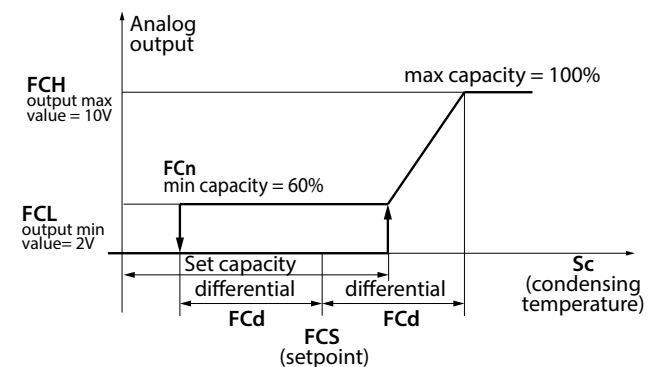 Analog
output
max capacity = 100%
FCH
output max
value = 10V
FCn
min capacity = 60%
FCL
output min
value= 2V
Set capacity
Sc
(condensing
temperature)
differential
differential
FCd
FCd
FCS
(setpoint)